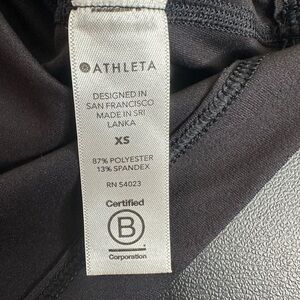 ATHLETA
DESIGNED IN
SAN FRANCISCO
MADE IN SRI
LANKA
XS
87% POLYESTER
13% SPANDEX
RN 54023
Certified
B
Corporation